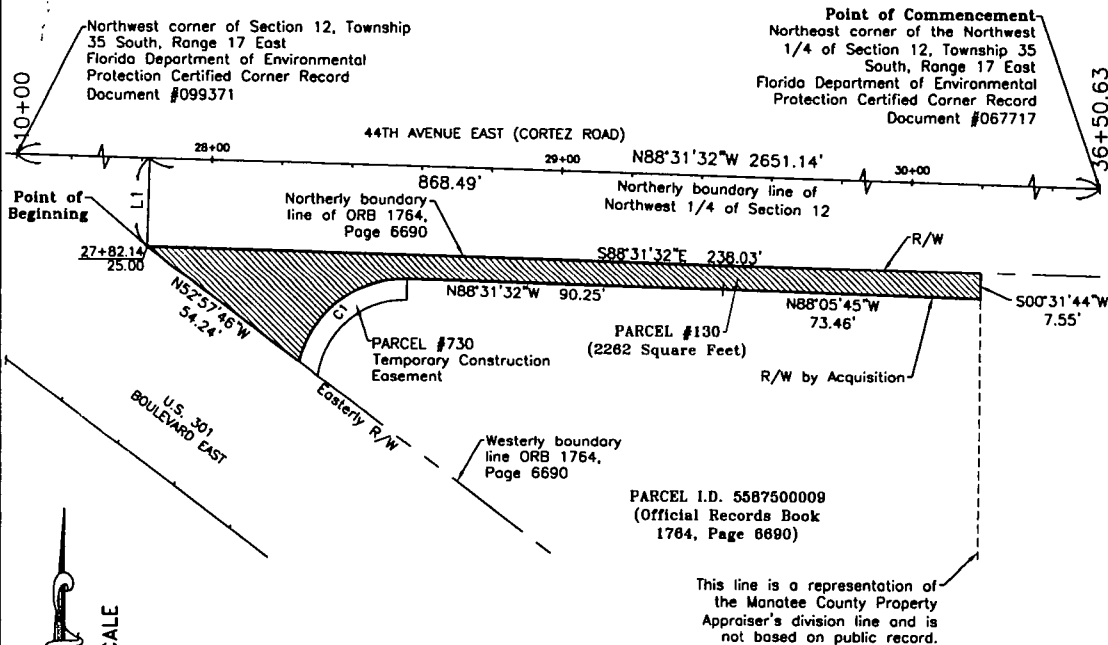 Northwest corner of Section 12, Township
35 South, Range 17 East
Florida Department of Environmental
Protection Certified Corner Record
Document #099371
Point of Commencement
Northeast corner of the Northwest
1/4 of Section 12, Township 35
South, Range 17 East
Florida Department of Environmental
Protection Certified Corner Record
Document #067717
10+00
36+50.63
44TH AVENUE EAST (CORTEZ ROAD)
28+00
29+00
N88°31'32"W 2651.14'
30+00
868.49'
Northerly boundary line of
Northwest 1/4 of Section 12
L1
Point of
Beginning
Northerly boundary
line of ORB 1764,
Page 6690
R/W
27+82.14
25.00
S88°31'32"E 238.03'
N52°57'46"W
54.24'
N88°31'32"W 90.25'
N88°05'45"W
73.46'
S00°31'44"W
7.55'
C1
PARCEL #730
Temporary Construction
Easement
PARCEL #130
(2262 Square Feet)
R/W by Acquisition
Easterly R/W
U.S. 301
BOULEVARD EAST
Westerly boundary
line ORB 1764,
Page 6690
PARCEL I.D. 5587500009
(Official Records Book
1764, Page 6690)
This line is a representation of
the Manatee County Property
Appraiser's division line and is
not based on public record.
CALE